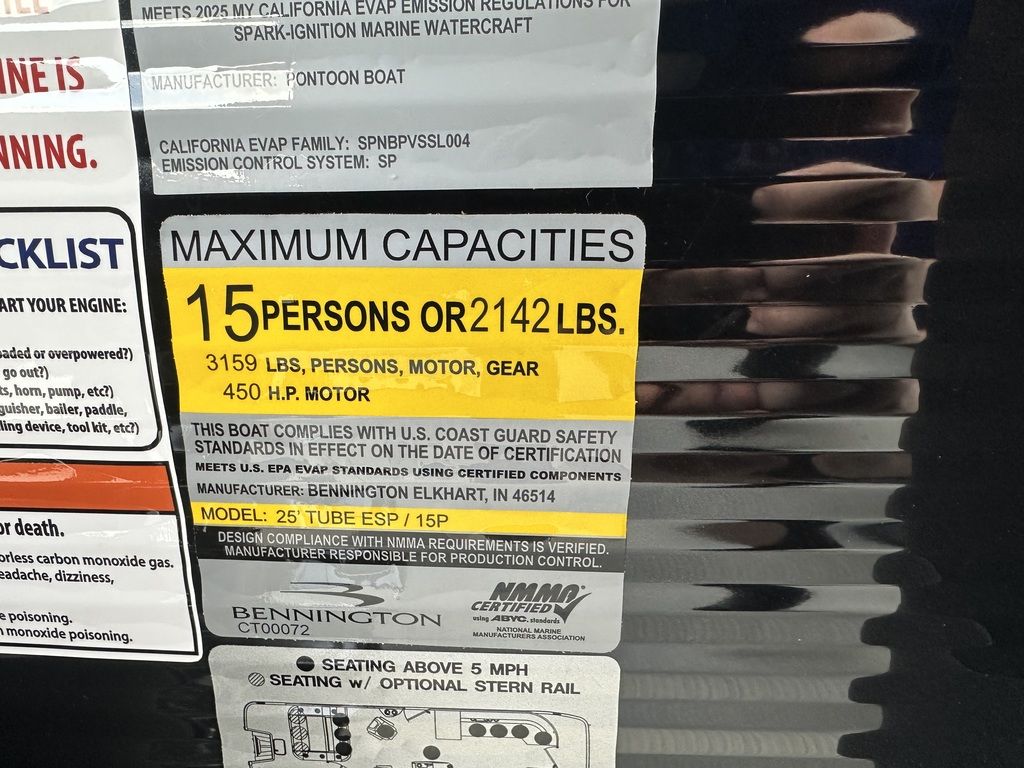 INE IS
NNING.
CKLIST
ART YOUR ENGINE:
oaded or overpowered?)
go out?)
ts, horn, pump, etc?)
guisher, bailer, paddle,
ling device, tool kit, etc?)
or death.
orless carbon monoxide gas.
eadache, dizziness,
e poisoning.
n monoxide poisoning.
MEETS 2025 MY CALIFORNIA EVAP EMISSION REGULATIONS FOR
SPARK-IGNITION MARINE WATERCRAFT
MANUFACTURER: PONTOON BOAT
CALIFORNIA EVAP FAMILY: SPNBPVSSL004
EMISSION CONTROL SYSTEM: SP
MAXIMUM CAPACITIES
15 PERSONS OR 2142 LBS.
3159 LBS, PERSONS, MOTOR, GEAR
450 H.P. MOTOR
THIS BOAT COMPLIES WITH U.S. COAST GUARD SAFETY
STANDARDS IN EFFECT ON THE DATE OF CERTIFICATION
MEETS U.S. EPA EVAP STANDARDS USING CERTIFIED COMPONENTS
MANUFACTURER: BENNINGTON ELKHART, IN 46514
MODEL: 25' TUBE ESP / 15P
DESIGN COMPLIANCE WITH NMMA REQUIREMENTS IS VERIFIED.
MANUFACTURER RESPONSIBLE FOR PRODUCTION CONTROL.
BENNINGTON
CT00072
NMMA
CERTIFIED
using ABYC. standards
NATIONAL MARINE
MANUFACTURERS ASSOCIATION
SEATING ABOVE 5 MPH
SEATING w/ OPTIONAL STERN RAIL